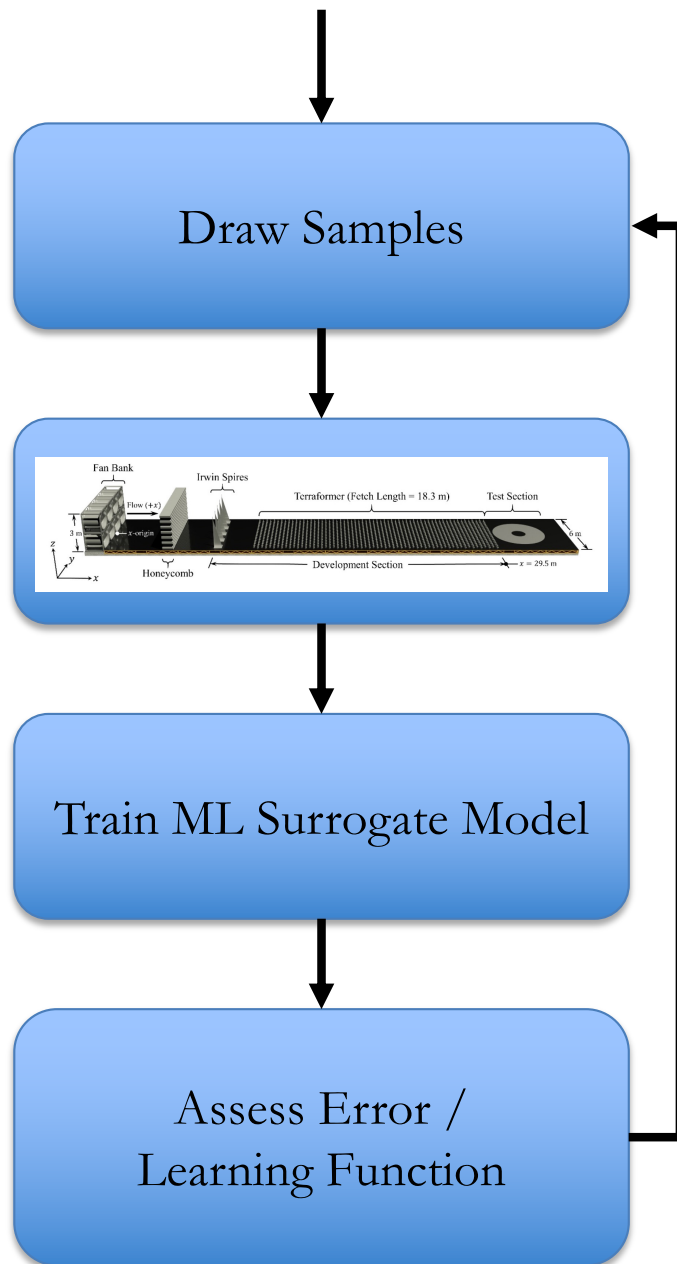 Draw Samples
Fan Bank
Flow (+x)
Irwin Spires
Terraformer (Fetch Length = 18.3 m)
Test Section
3 m
x-origin
6 m
z
y
x
Honeycomb
Development Section
x = 29.5 m
Train ML Surrogate Model
Assess Error /
Learning Function